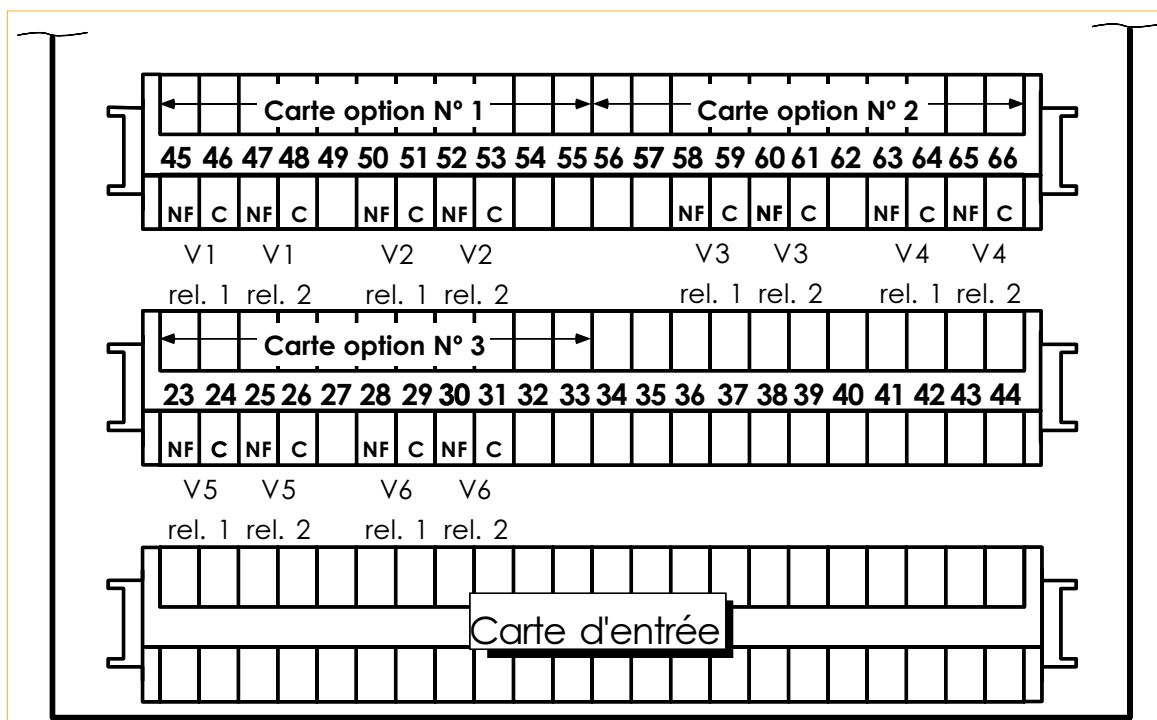 Carte option Nº 1 Carte option Nº 2
45 46 47 48 49 50 51 52 53 54 55 56 57 58 59 60 61 62 63 64 65 66
NF C NF C NF C NF C NF C NF C NF C NF C
V1 V1 V2 V2 V3 V3 V4 V4
rel. 1 rel. 2 rel. 1 rel. 2 rel. 1 rel. 2 rel. 1 rel. 2
Carte option Nº 3
23 24 25 26 27 28 29 30 31 32 33 34 35 36 37 38 39 40 41 42 43 44
NF C NF C NF C NF C
V5 V5 V6 V6
rel. 1 rel. 2 rel. 1 rel. 2
Carte d'entrée